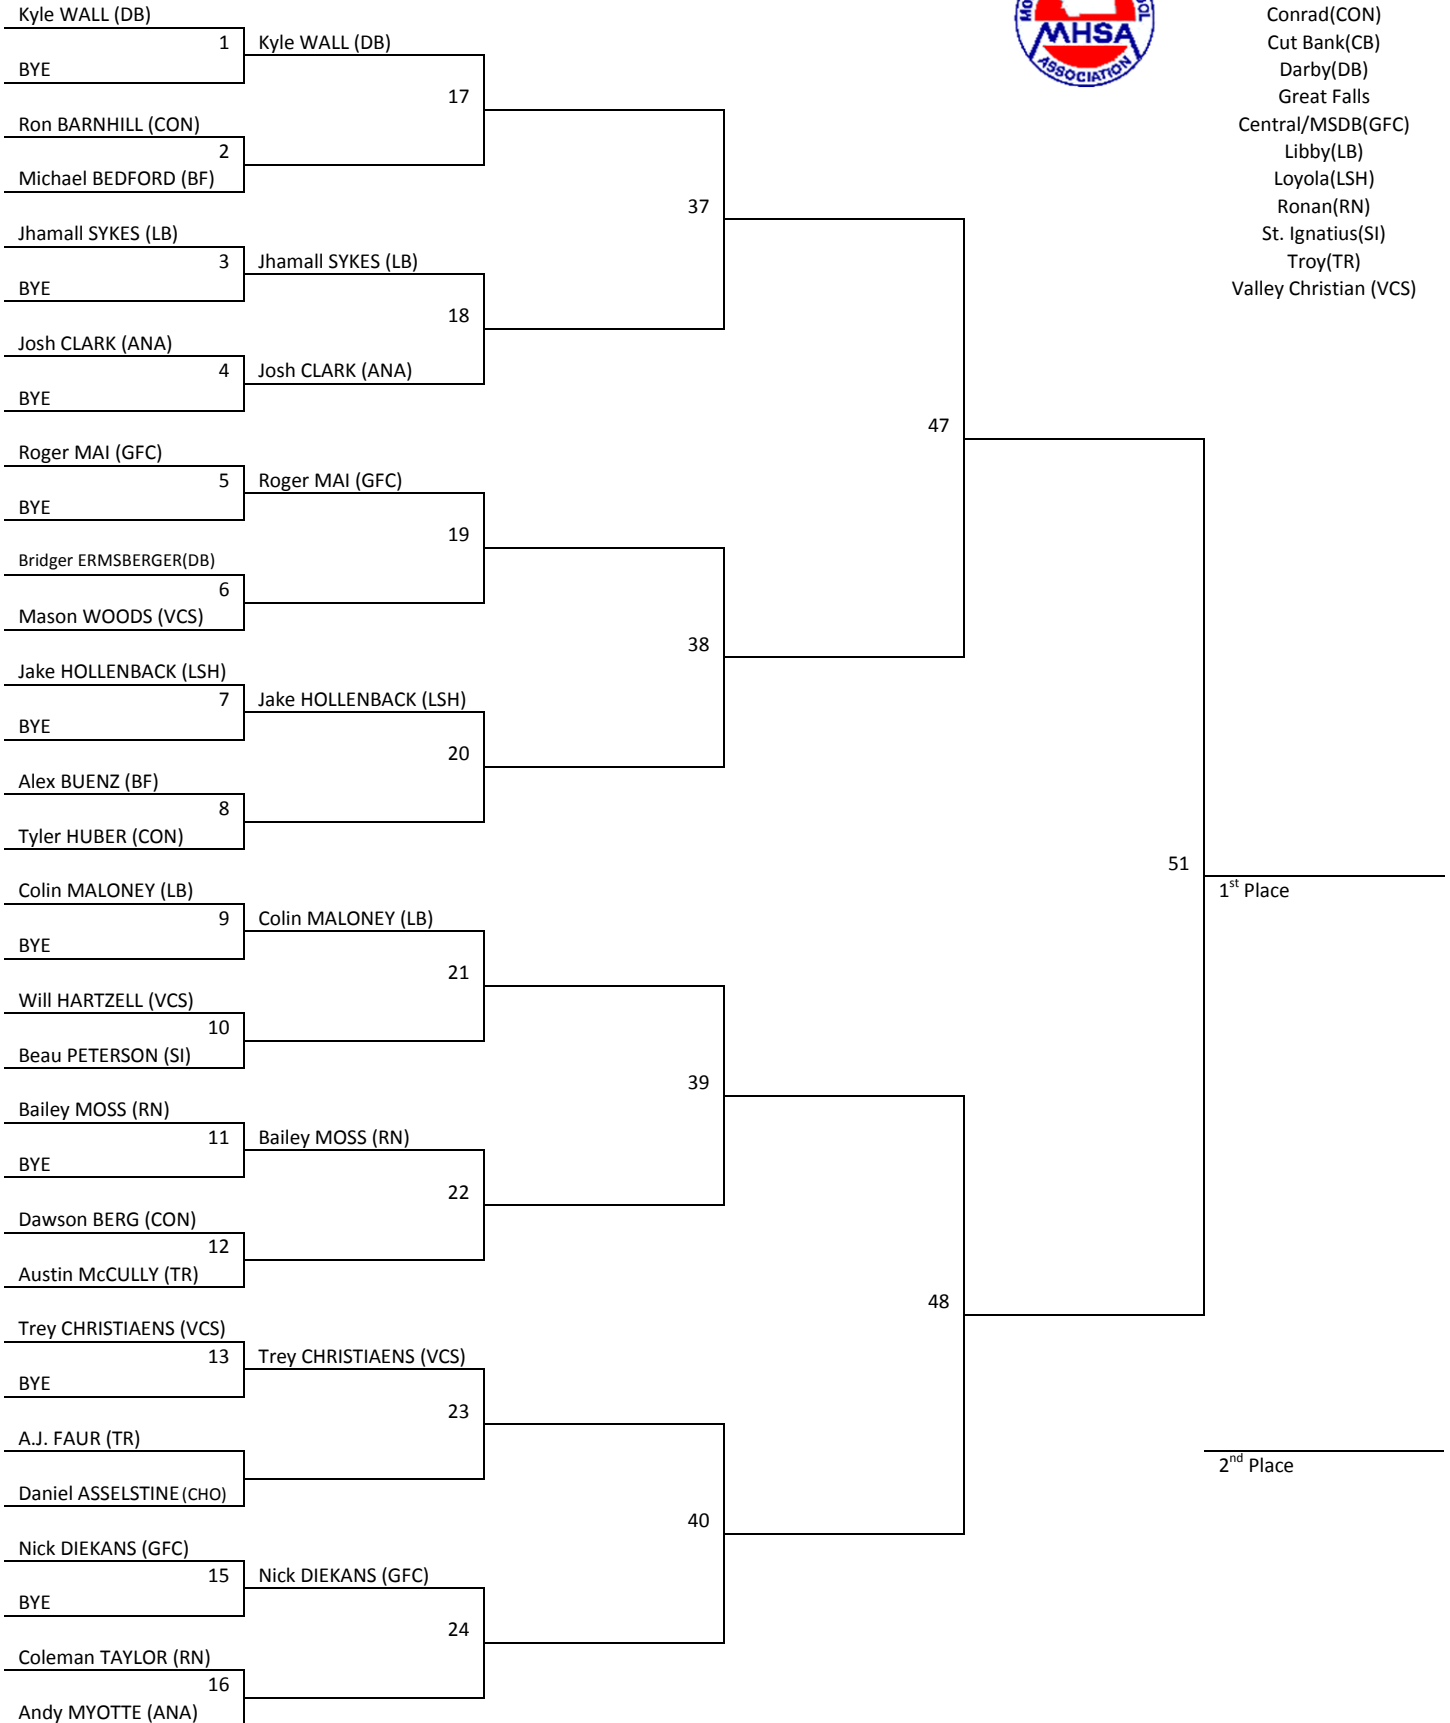 Kyle WALL (DB)
1
Kyle WALL (DB)
BYE
17
Ron BARNHILL (CON)
2
Michael BEDFORD (BF)
37
Jhamall SYKES (LB)
3
Jhamall SYKES (LB)
BYE
18
Josh CLARK (ANA)
4
Josh CLARK (ANA)
BYE
47
Roger MAI (GFC)
5
Roger MAI (GFC)
BYE
19
Bridger ERMSBERGER(DB)
6
Mason WOODS (VCS)
38
Jake HOLLENBACK (LSH)
7
Jake HOLLENBACK (LSH)
BYE
20
Alex BUENZ (BF)
8
Tyler HUBER (CON)
51
1st Place
Colin MALONEY (LB)
9
Colin MALONEY (LB)
BYE
21
Will HARTZELL (VCS)
10
Beau PETERSON (SI)
39
Bailey MOSS (RN)
11
Bailey MOSS (RN)
BYE
22
Dawson BERG (CON)
12
Austin McCULLY (TR)
48
Trey CHRISTIAENS (VCS)
13
Trey CHRISTIAENS (VCS)
BYE
23
A.J. FAUR (TR)
Daniel ASSELSTINE (CHO)
2nd Place
40
Nick DIEKANS (GFC)
15
Nick DIEKANS (GFC)
BYE
24
Coleman TAYLOR (RN)
16
Andy MYOTTE (ANA)
MHSA
ASSOCIATION
Conrad(CON)
Cut Bank(CB)
Darby(DB)
Great Falls
Central/MSDB(GFC)
Libby(LB)
Loyola(LSH)
Ronan(RN)
St. Ignatius(SI)
Troy(TR)
Valley Christian (VCS)